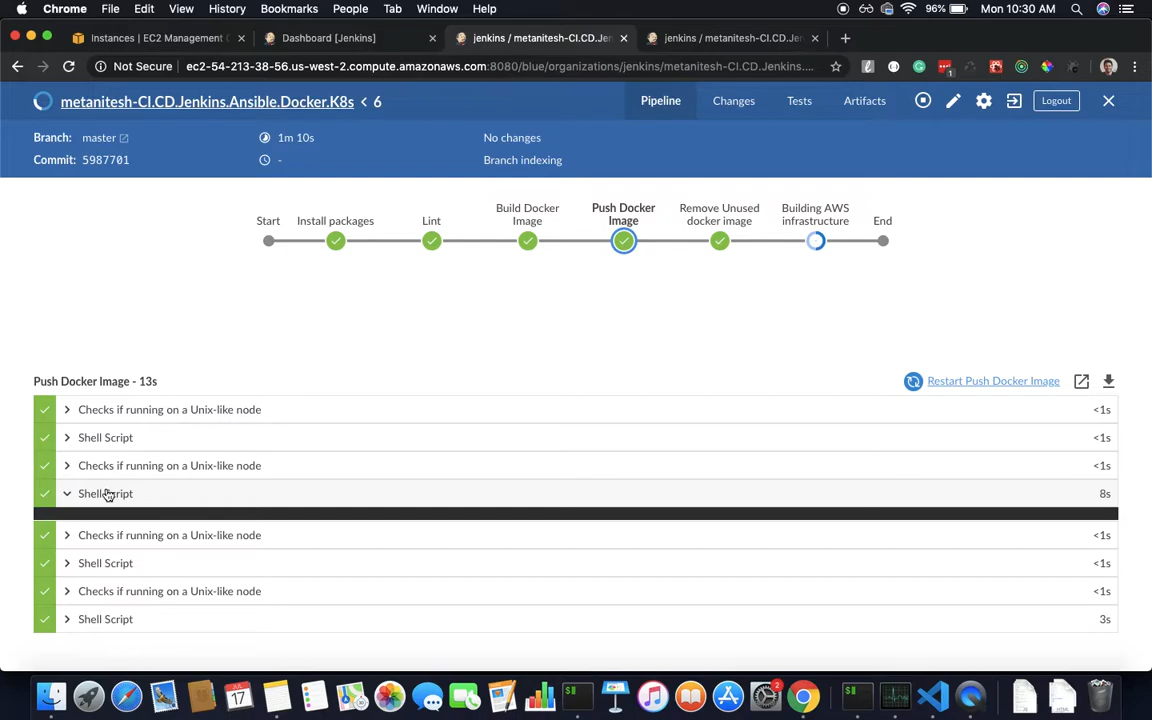 Chrome File Edit View History Bookmarks People Tab Window Help 96% Mon 10:30 AM
Instances | EC2 Management C Dashboard [Jenkins] jenkins / metanitesh-CI.CD.Jen jenkins / metanitesh-CI.CD.Jen
Not Secure ec2-54-213-38-56.us-west-2.compute.amazonaws.com:8080/blue/organizations/jenkins/metanitesh-CI.CD.Jenkins....
metanitesh-CI.CD.Jenkins.Ansible.Docker.K8s < 6 Pipeline Changes Tests Artifacts Logout
Branch: master 1m 10s No changes
Commit: 5987701 - Branch indexing
Start Install packages Lint Build Docker Image Push Docker Image Remove Unused docker image Building AWS infrastructure End
Push Docker Image - 13s Restart Push Docker Image
Checks if running on a Unix-like node <1s
Shell Script <1s
Checks if running on a Unix-like node <1s
Shell Script 8s
Checks if running on a Unix-like node <1s
Shell Script <1s
Checks if running on a Unix-like node <1s
Shell Script 3s
JUL 17 2